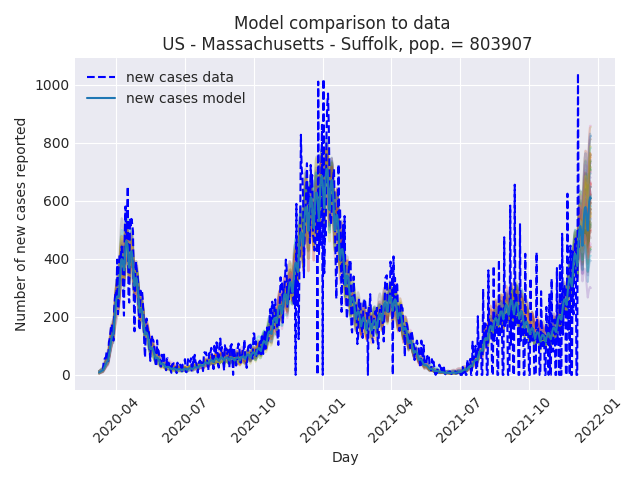 Model comparison to data
US - Massachusetts - Suffolk, pop. = 803907
new cases data
new cases model
Number of new cases reported
1000
800
600
400
200
0
2020-04
2020-07
2020-10
2021-01
2021-04
2021-07
2021-10
2022-01
Day